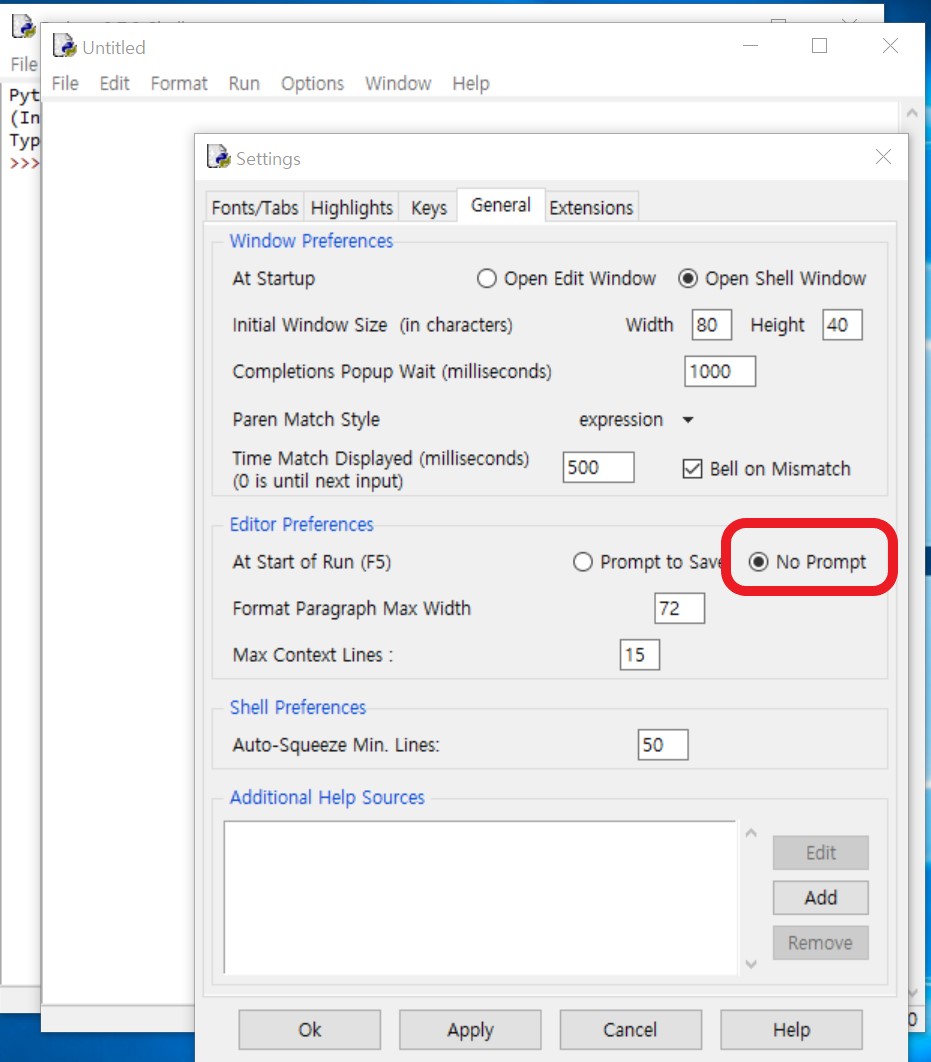 Untitled
File
File Edit Format Run Options Window Help
Pyt
(In
Typ
>>>
Settings
Fonts/Tabs Highlights Keys General Extensions
Window Preferences
At Startup Open Edit Window Open Shell Window
Initial Window Size (in characters) Width 80 Height 40
Completions Popup Wait (milliseconds) 1000
Paren Match Style expression
Time Match Displayed (milliseconds)
(0 is until next input) 500 Bell on Mismatch
Editor Preferences
At Start of Run (F5) Prompt to Save No Prompt
Format Paragraph Max Width 72
Max Context Lines : 15
Shell Preferences
Auto-Squeeze Min. Lines: 50
Additional Help Sources
Edit
Add
Remove
Ok Apply Cancel Help
0